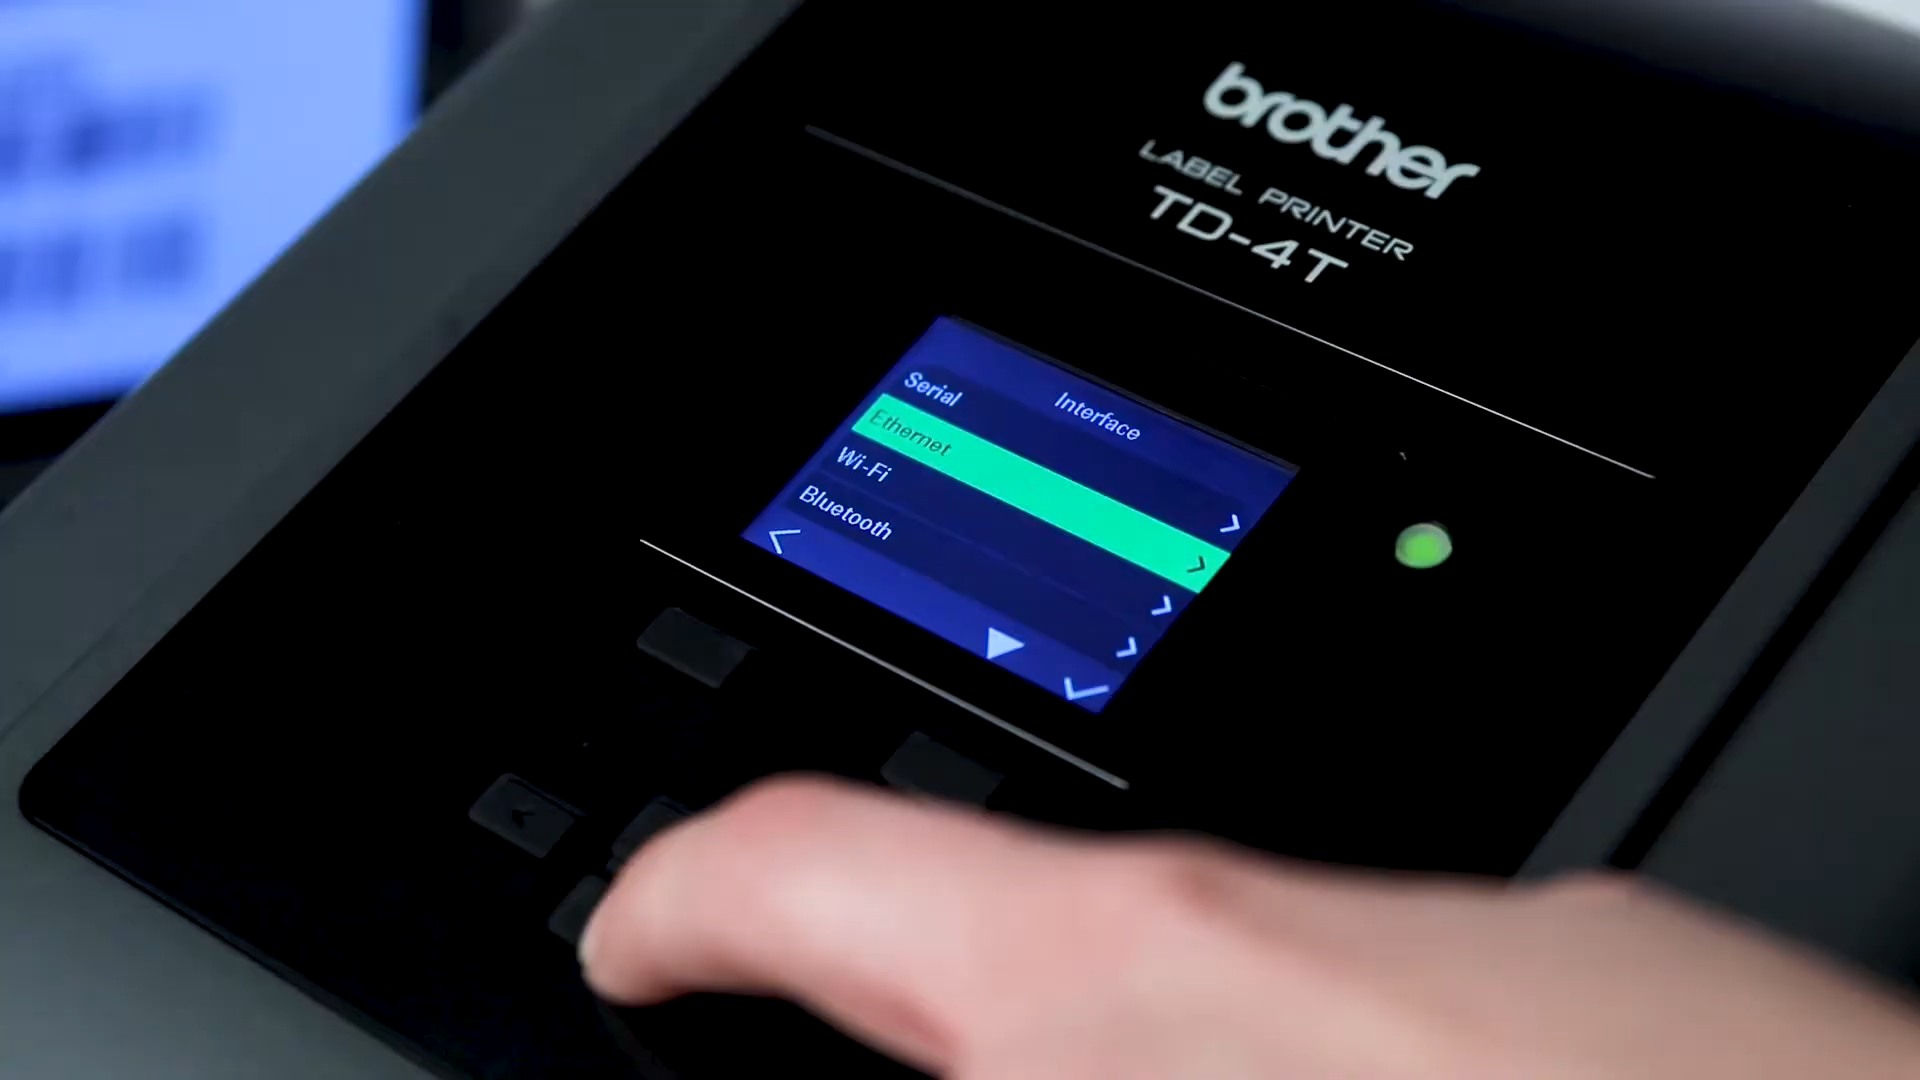 brother
LABEL PRINTER
TD-4T
Interface
Serial
Ethernet
Wi-Fi
Bluetooth